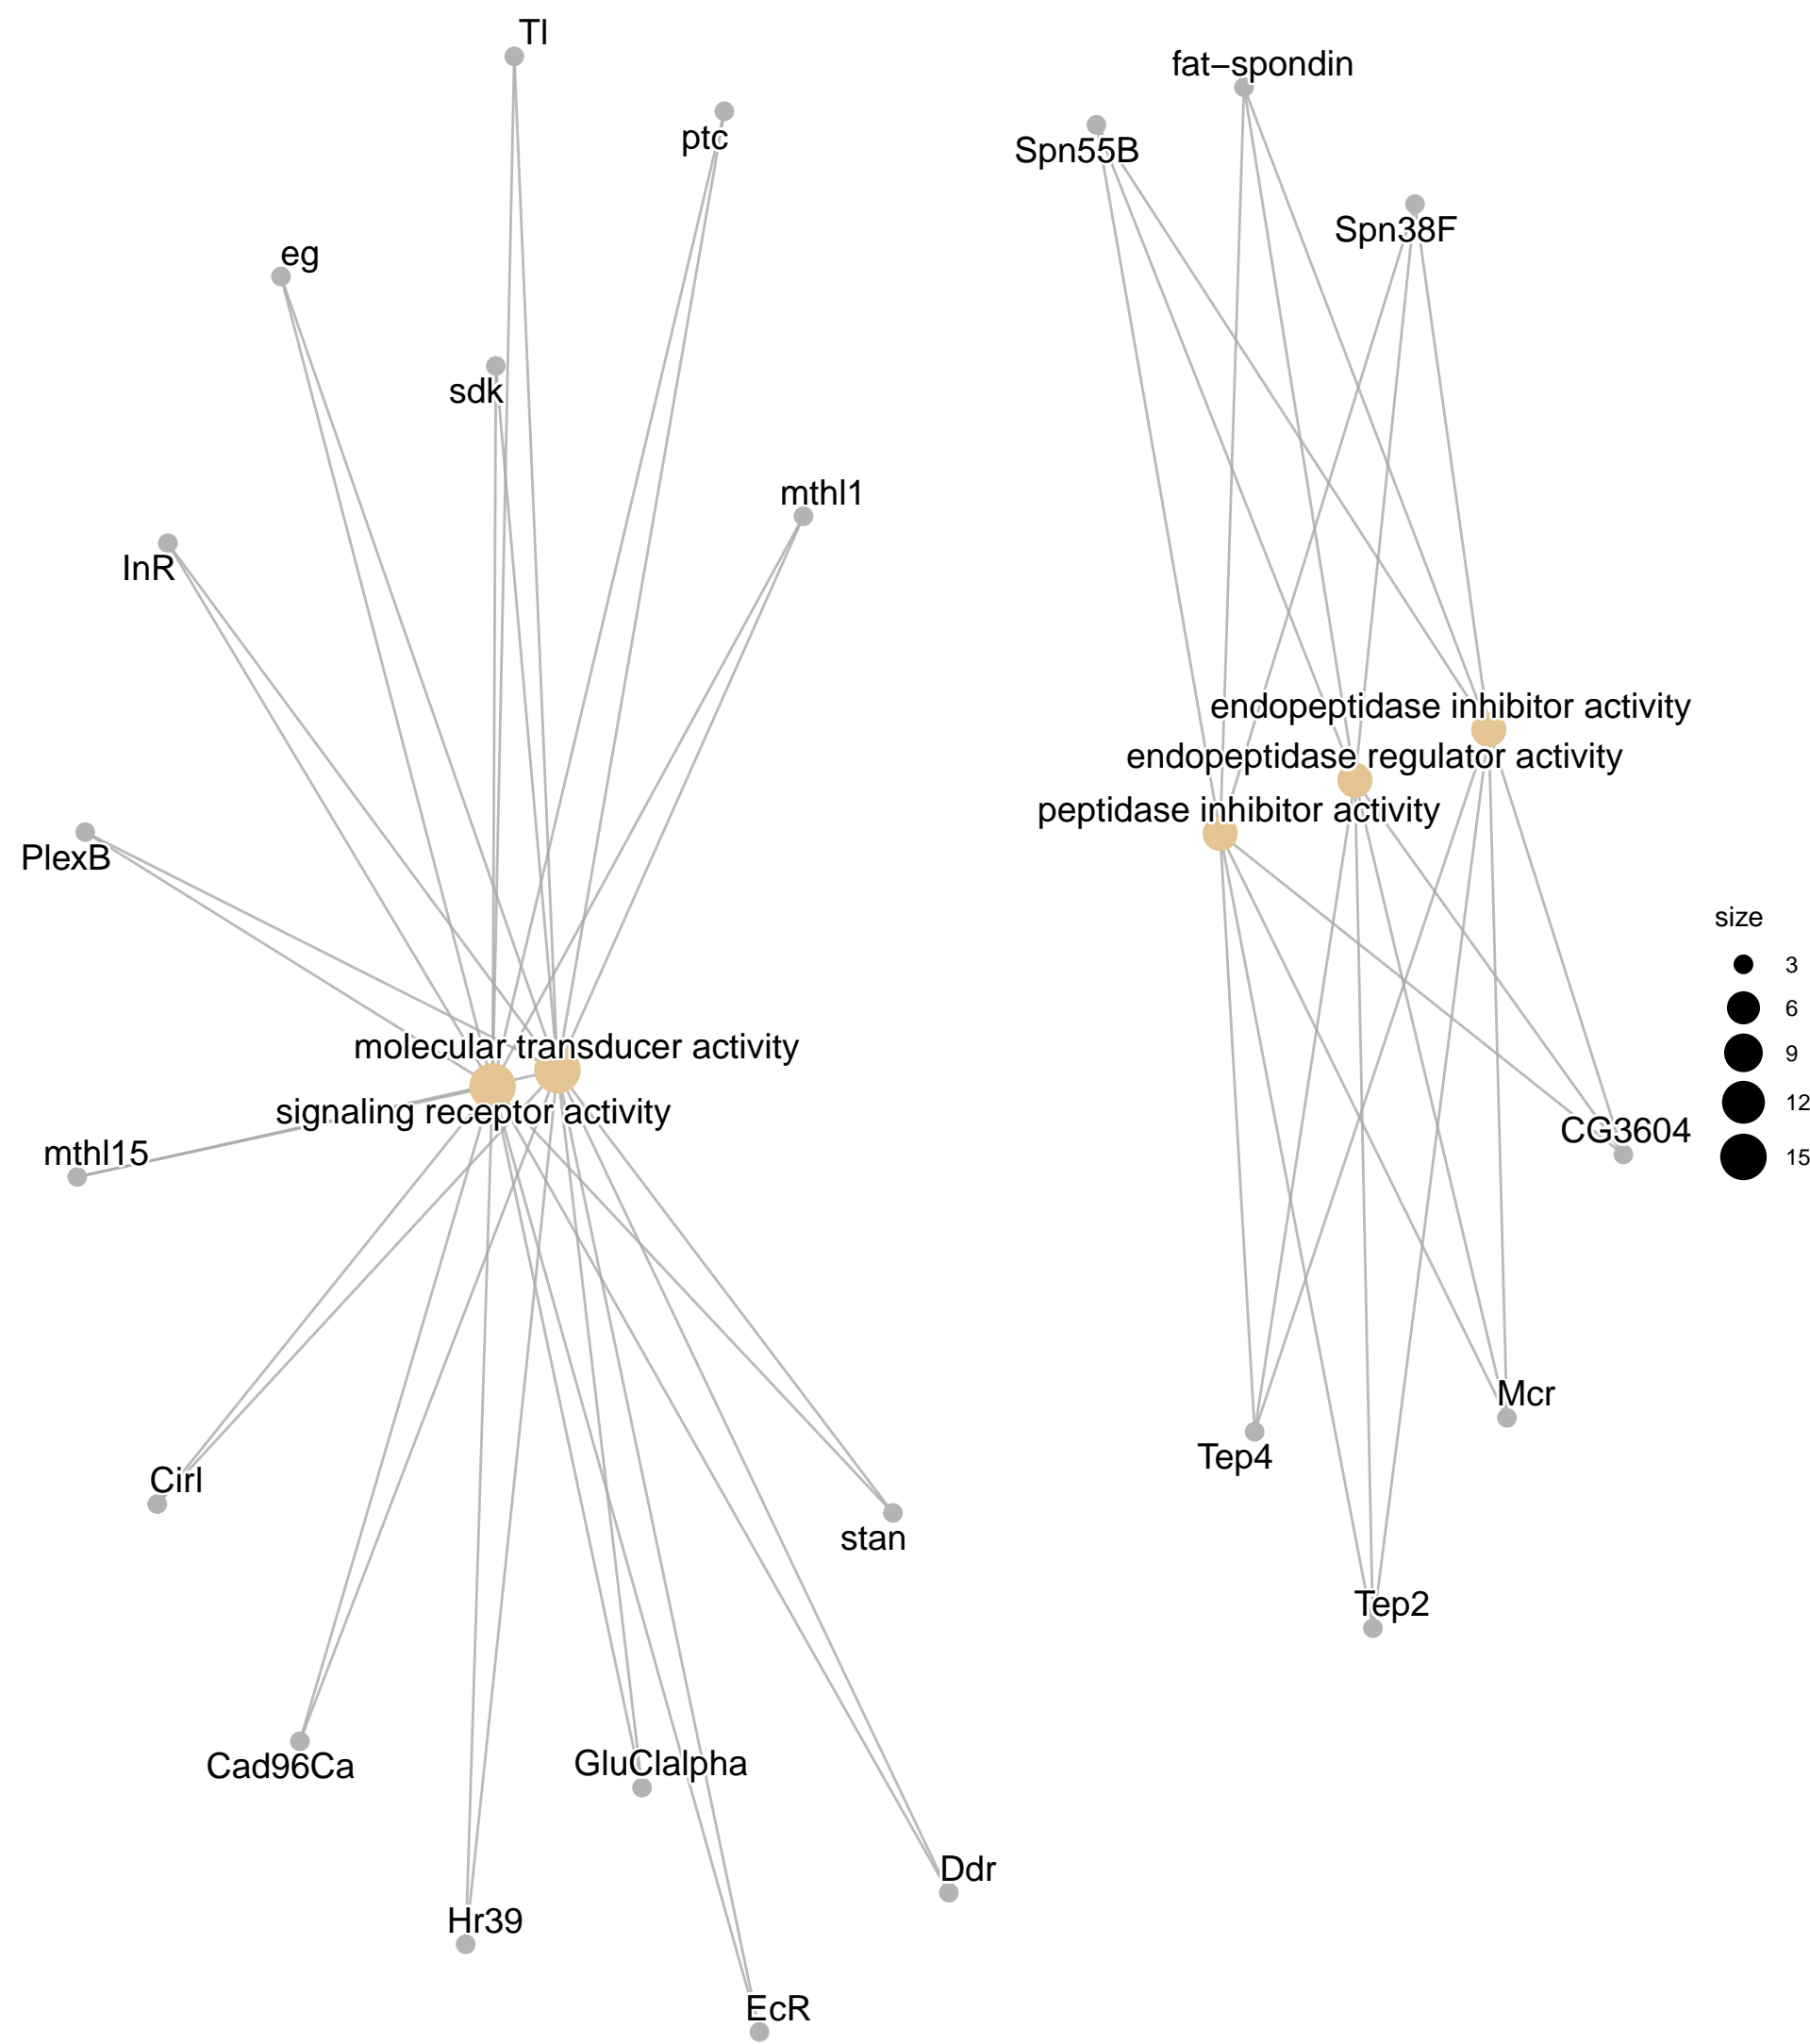 Tl
fat−spondin
ptc
Spn55B
Spn38F
eg
sdk
mthl1
InR
endopeptidase inhibitor activity
endopeptidase regulator activity
peptidase inhibitor activity
PlexB
size
3
6
9
12
15
molecular transducer activity
signaling receptor activity
CG3604
mthl15
Mcr
Tep4
Cirl
stan
Tep2
GluClalpha
Cad96Ca
Ddr
Hr39
EcR